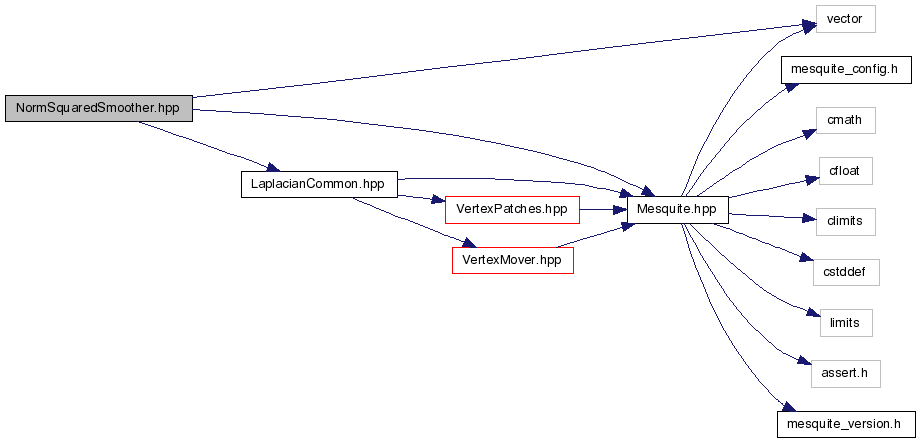 vector
mesquite_config.h
NormSquaredSmoother.hpp
cmath
cfloat
LaplacianCommon.hpp
VertexPatches.hpp
Mesquite.hpp
climits
VertexMover.hpp
cstddef
limits
assert.h
mesquite_version.h